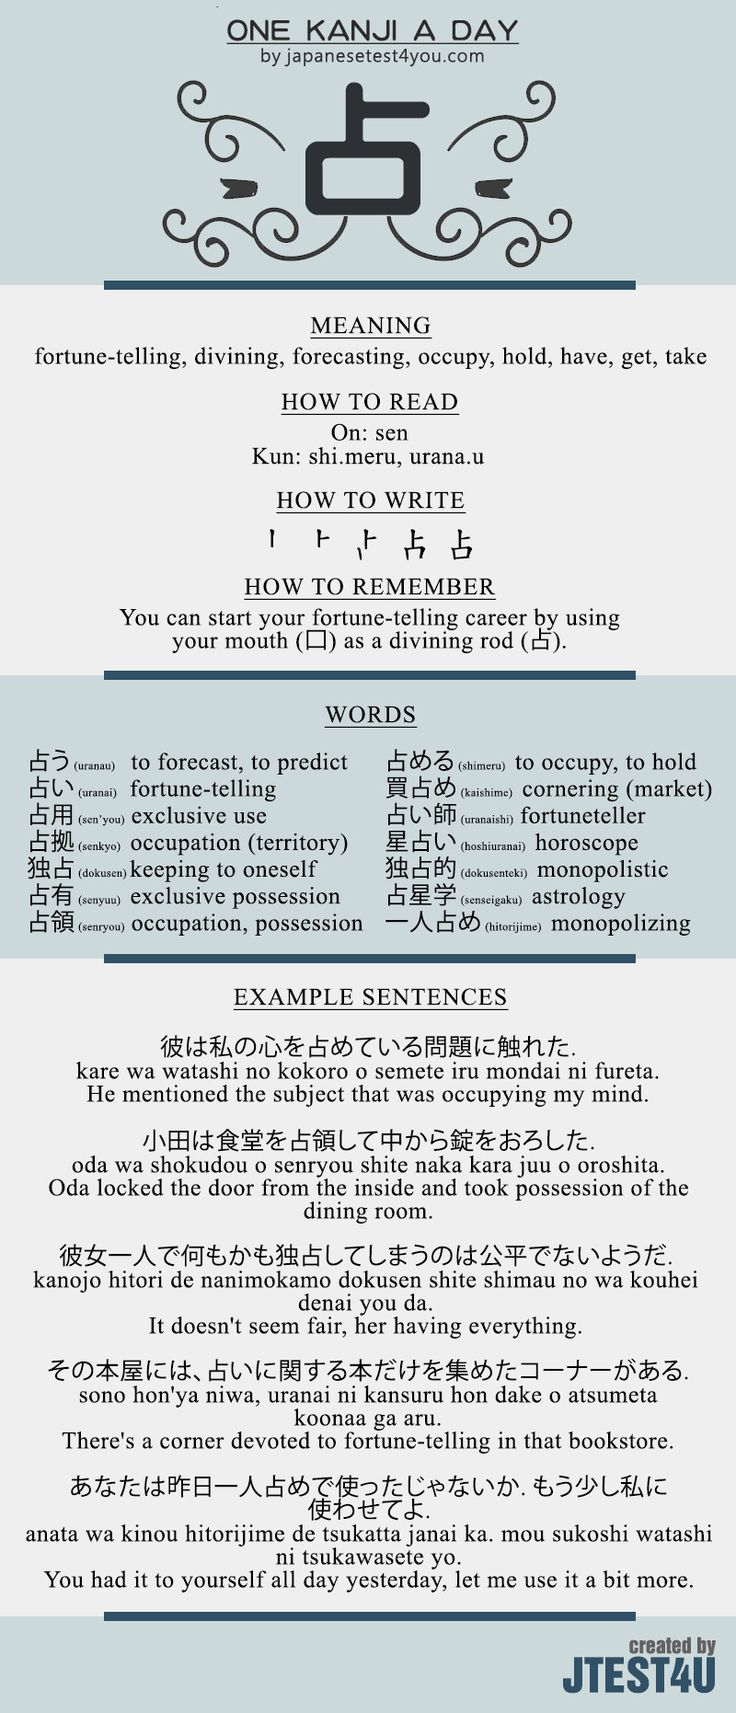 ONE KANJI A DAY
by japanesetest4you.com
占
MEANING
fortune-telling, divining, forecasting, occupy, hold, have, get, take
HOW TO READ
On: sen
Kun: shi.meru, urana.u
HOW TO WRITE
HOW TO REMEMBER
You can start your fortune-telling career by using
your mouth (口) as a divining rod (占).
WORDS
占う (uranau) to forecast, to predict
占い (uranai) fortune-telling
占用 (sen'you) exclusive use
占拠 (senkyo) occupation (territory)
独占 (dokusen) keeping to oneself
占有 (senyuu) exclusive possession
占領 (senryou) occupation, possession
占める (shimeru) to occupy, to hold
買占め (kaishime) cornering (market)
占い師 (uranaishi) fortuneteller
星占い (hoshiuranai) horoscope
独占的 (dokusenteki) monopolistic
占星学 (senseigaku) astrology
一人占め (hitorijime) monopolizing
EXAMPLE SENTENCES
彼は私の心を占めている問題に触れた.
kare wa watashi no kokoro o semete iru mondai ni fureta.
He mentioned the subject that was occupying my mind.
小田は食堂を占領して中から錠をおろした.
oda wa shokudou o senryou shite naka kara juu o oroshita.
Oda locked the door from the inside and took possession of the
dining room.
彼女一人で何もかも独占してしまうのは公平でないようだ.
kanojo hitori de nanimokamo dokusen shite shimau no wa kouhei
denai you da.
It doesn't seem fair, her having everything.
その本屋には、占いに関する本だけを集めたコーナーがある.
sono hon'ya niwa, uranai ni kansuru hon dake o atsumeta
koonaa ga aru.
There's a corner devoted to fortune-telling in that bookstore.
あなたは昨日一人占めで使ったじゃないか. もう少し私に
使わせてよ.
anata wa kinou hitorijime de tsukatta janai ka. mou sukoshi watashi
ni tsukawasete yo.
You had it to yourself all day yesterday, let me use it a bit more.
created by
JTEST4U